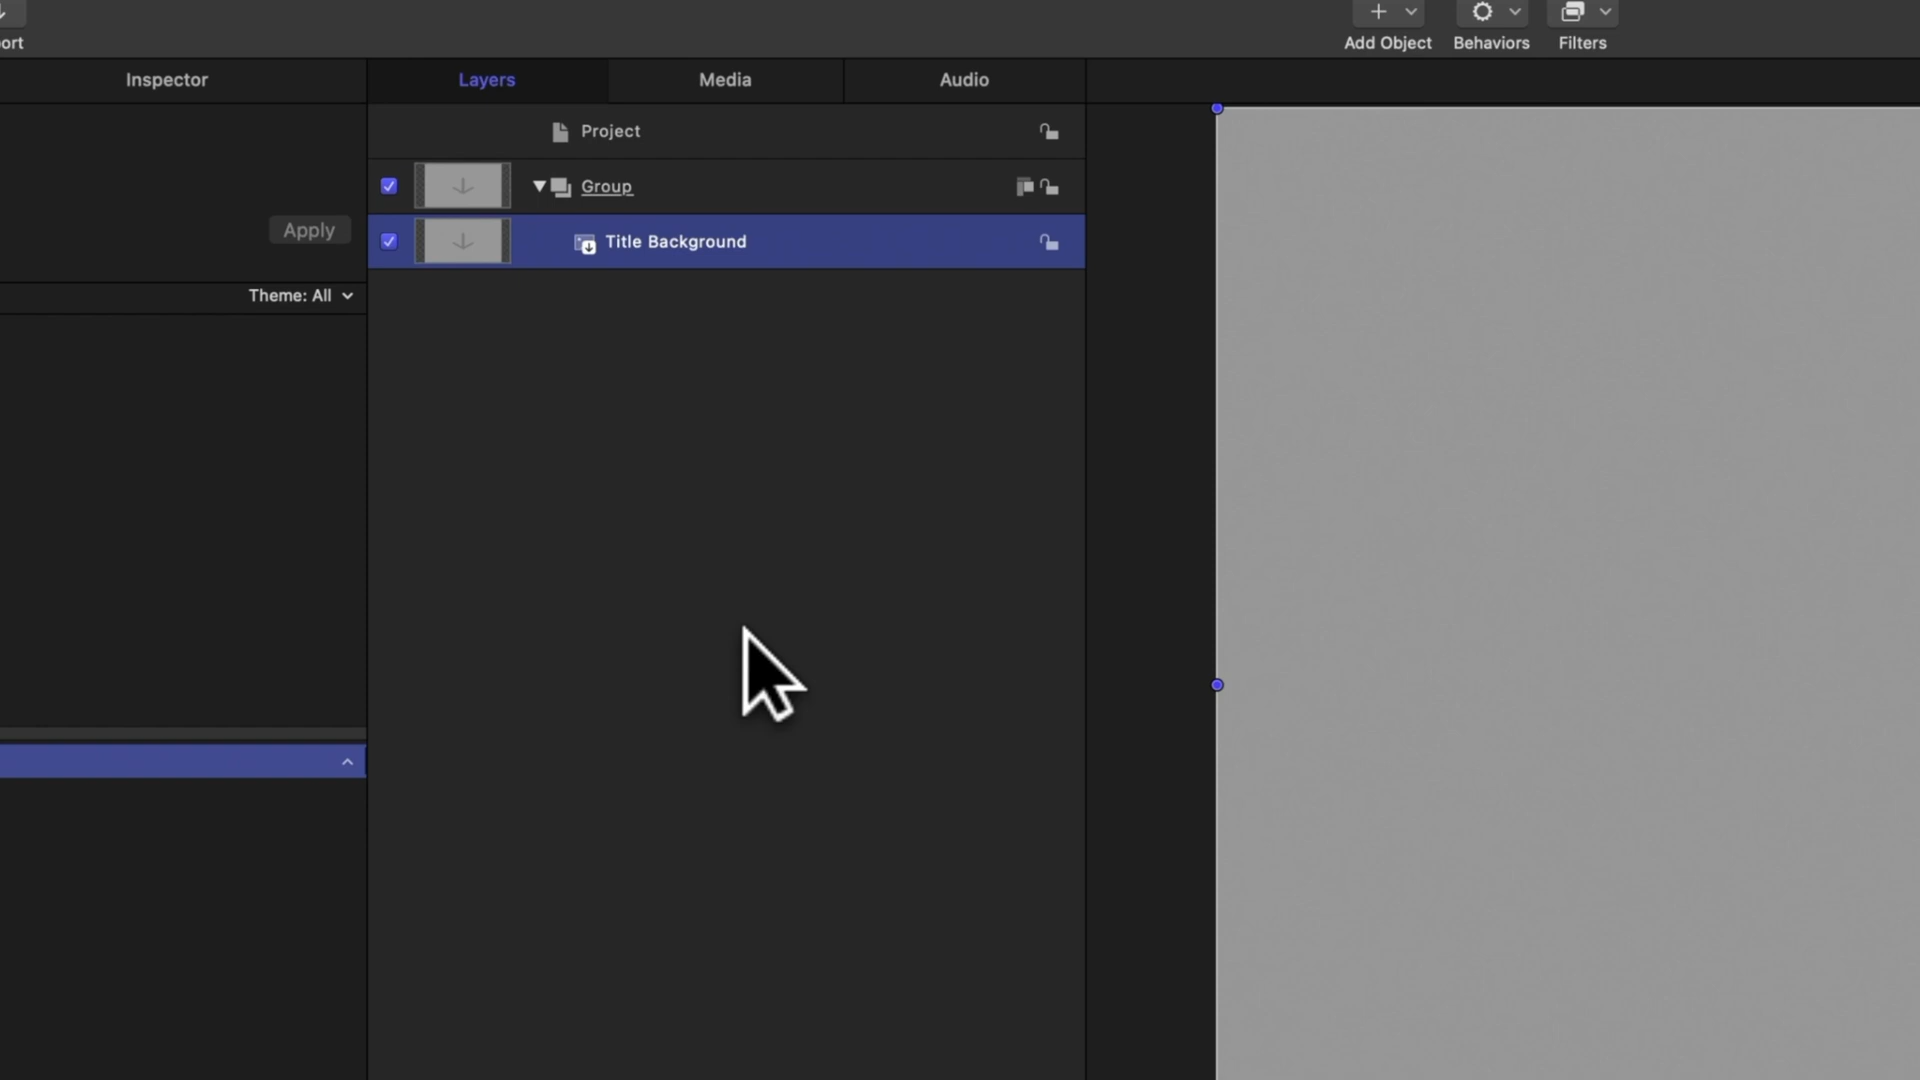 ort
Add Object
Behaviors
Filters
Inspector
Layers
Media
Audio
Project
Group
Apply
Title Background
Theme: All